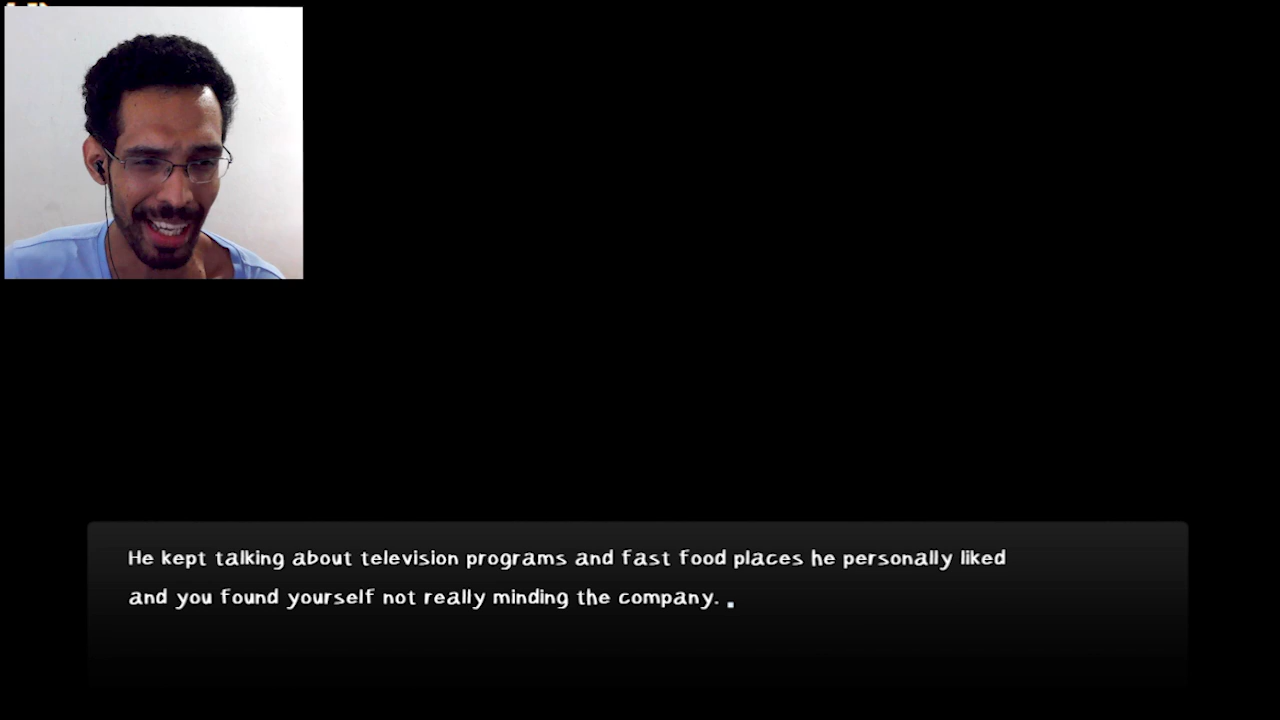 He kept talking about television programs and fast food places he personally liked
and you found yourself not really minding the company.